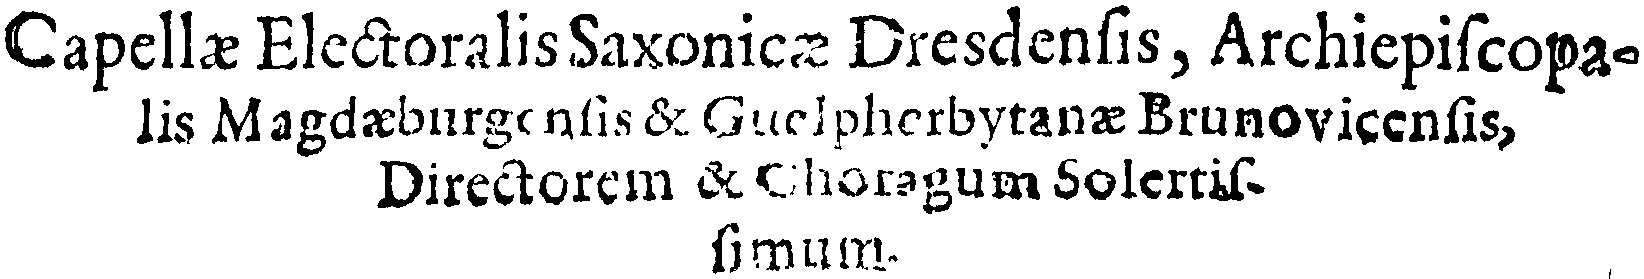 Capellæ Electoralis Saxonicæ Dresdenſis, Archiepiſcopa-
lis Magdæburgenſis & Guelpherbytanæ Brunovicenſis,
Directorem & Choragum Solertiſ-
ſimum.